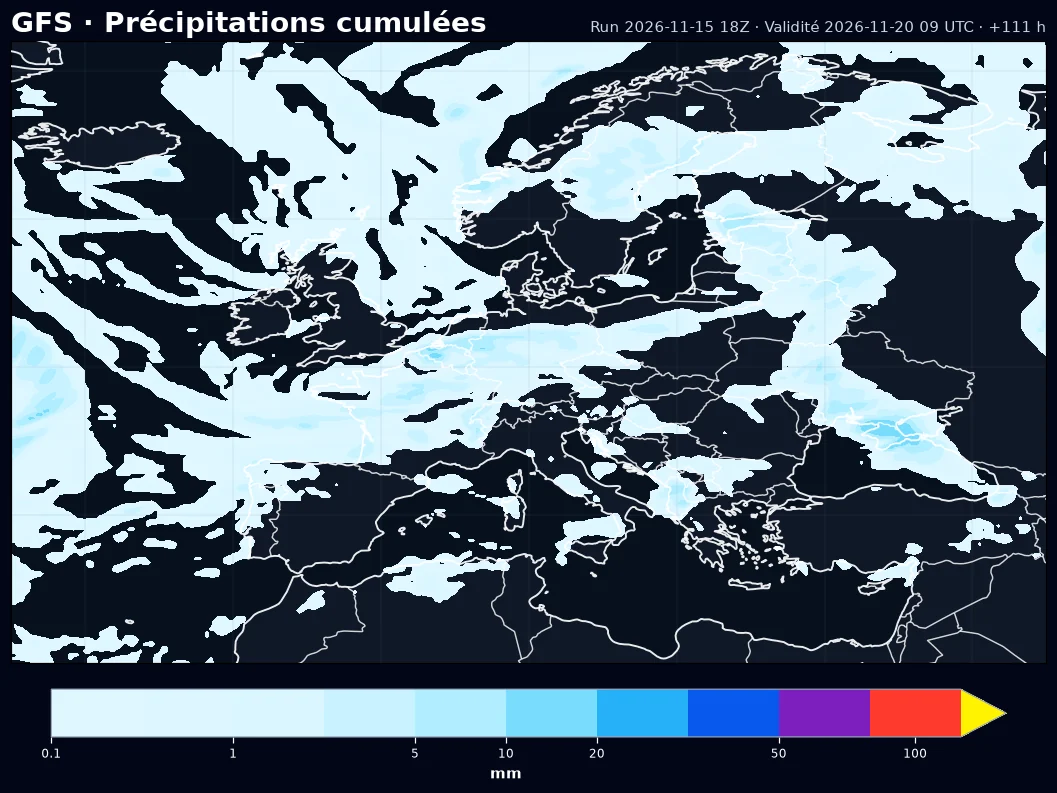 GFS · Précipitations cumulées
Run 2026-11-15 18Z · Validité 2026-11-20 09 UTC · +111 h
0.1 1 5 10 20 50 100
mm